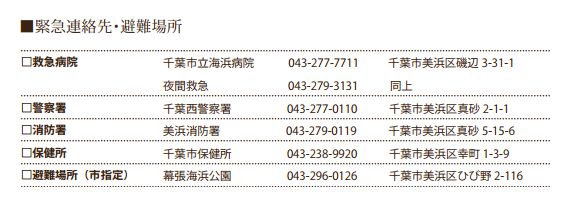 ■緊急連絡先・避難場所
□救急病院 千葉市立海浜病院 043-277-7711 千葉市美浜区磯辺 3-31-1
夜間救急 043-279-3131 同上
□警察署 千葉西警察署 043-277-0110 千葉市美浜区真砂 2-1-1
□消防署 美浜消防署 043-279-0119 千葉市美浜区真砂 5-15-6
□保健所 千葉市保健所 043-238-9920 千葉市美浜区幸町 1-3-9
□避難場所（市指定） 幕張海浜公園 043-296-0126 千葉市美浜区ひび野 2-116